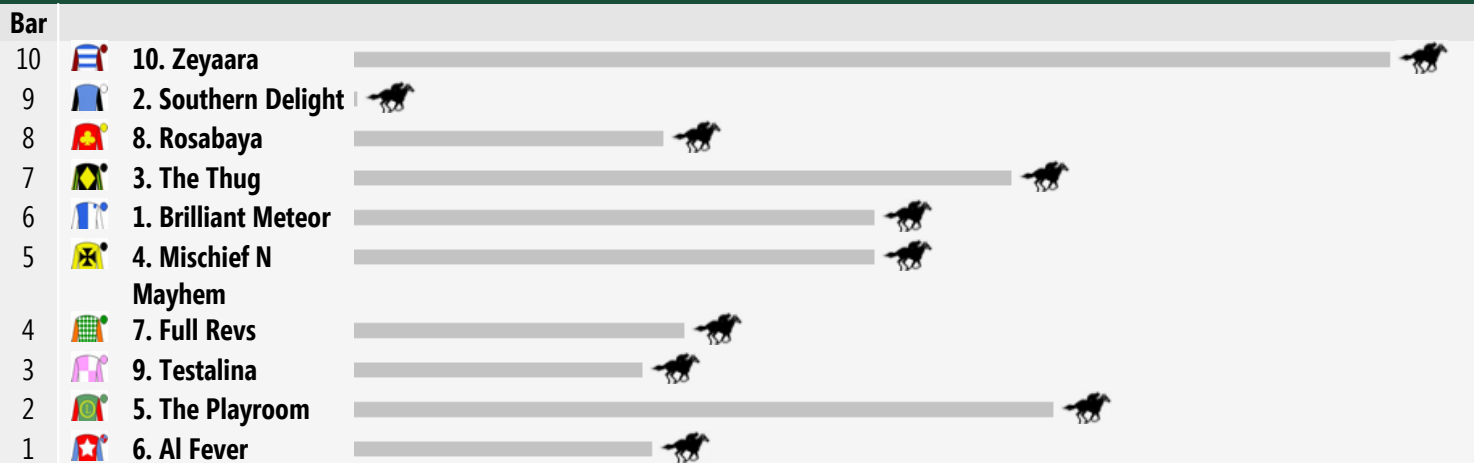 Bar
10 10. Zeyaara
9 2. Southern Delight
8 8. Rosabaya
7 3. The Thug
6 1. Brilliant Meteor
5 4. Mischief N
Mayhem
4 7. Full Revs
3 9. Testalina
2 5. The Playroom
1 6. Al Fever